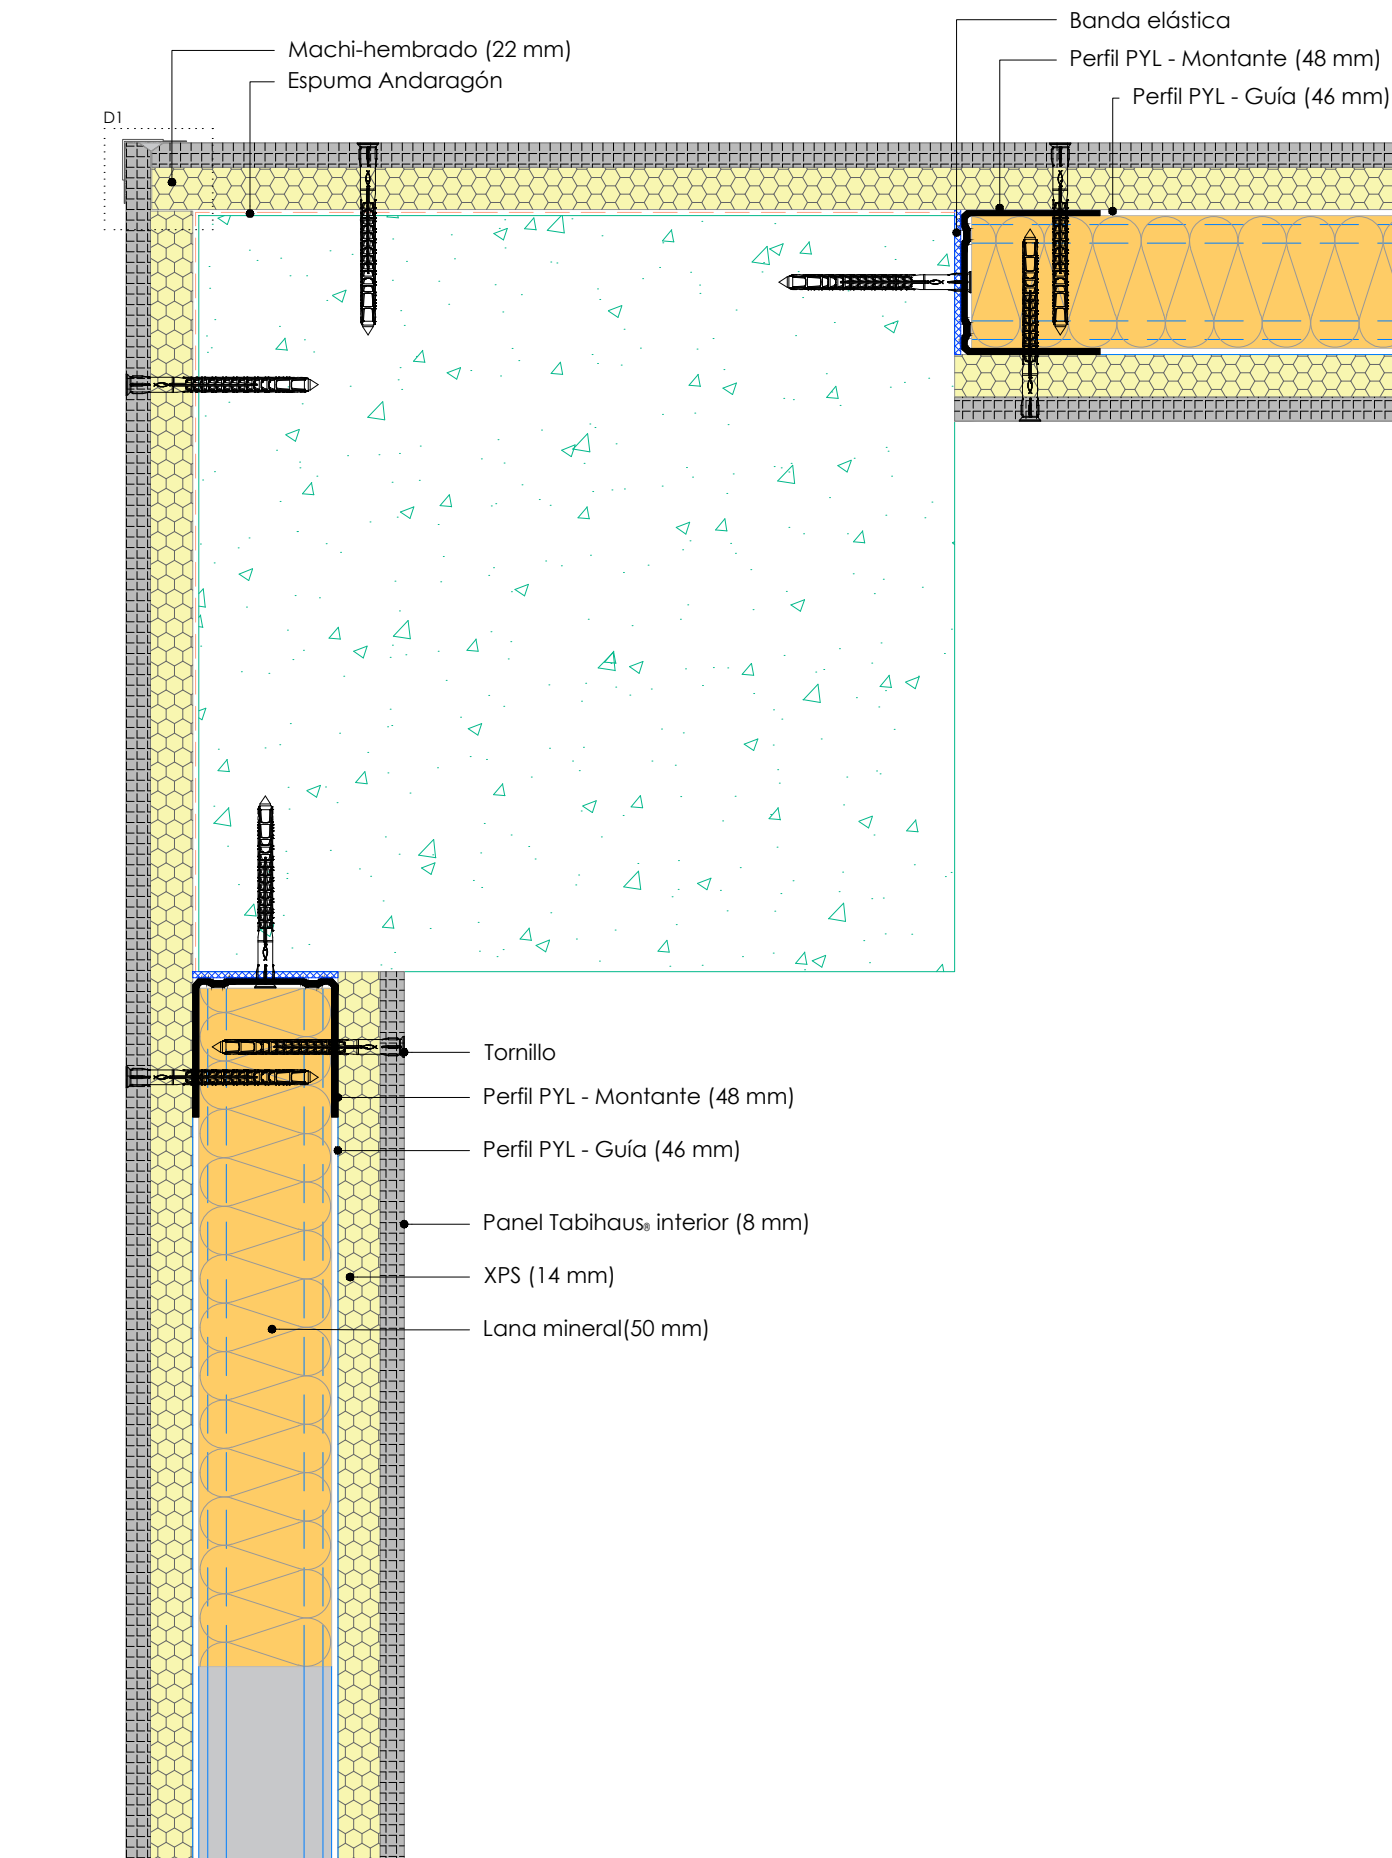 Banda elástica
Machi-hembrado (22 mm)
Perfil PYL - Montante (48 mm)
Espuma Andaragón
Perfil PYL - Guía (46 mm)
D1
Tornillo
Perfil PYL - Montante (48 mm)
Perfil PYL - Guía (46 mm)
Panel Tabihaus® interior (8 mm)
XPS (14 mm)
Lana mineral(50 mm)